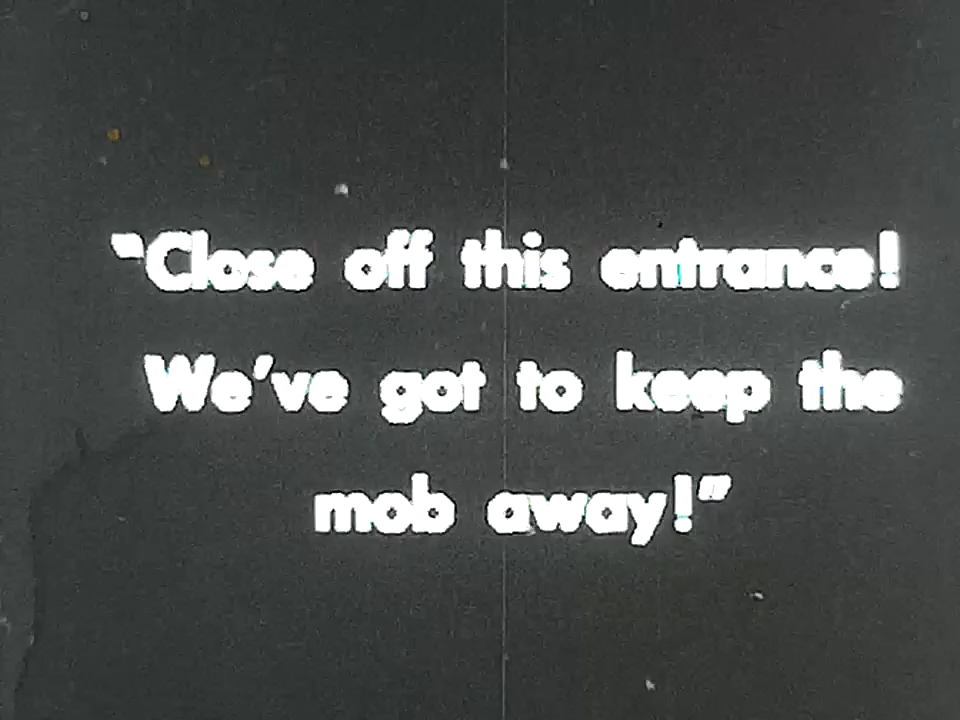 “Close off this entrance!
We’ve got to keep the
mob away!”